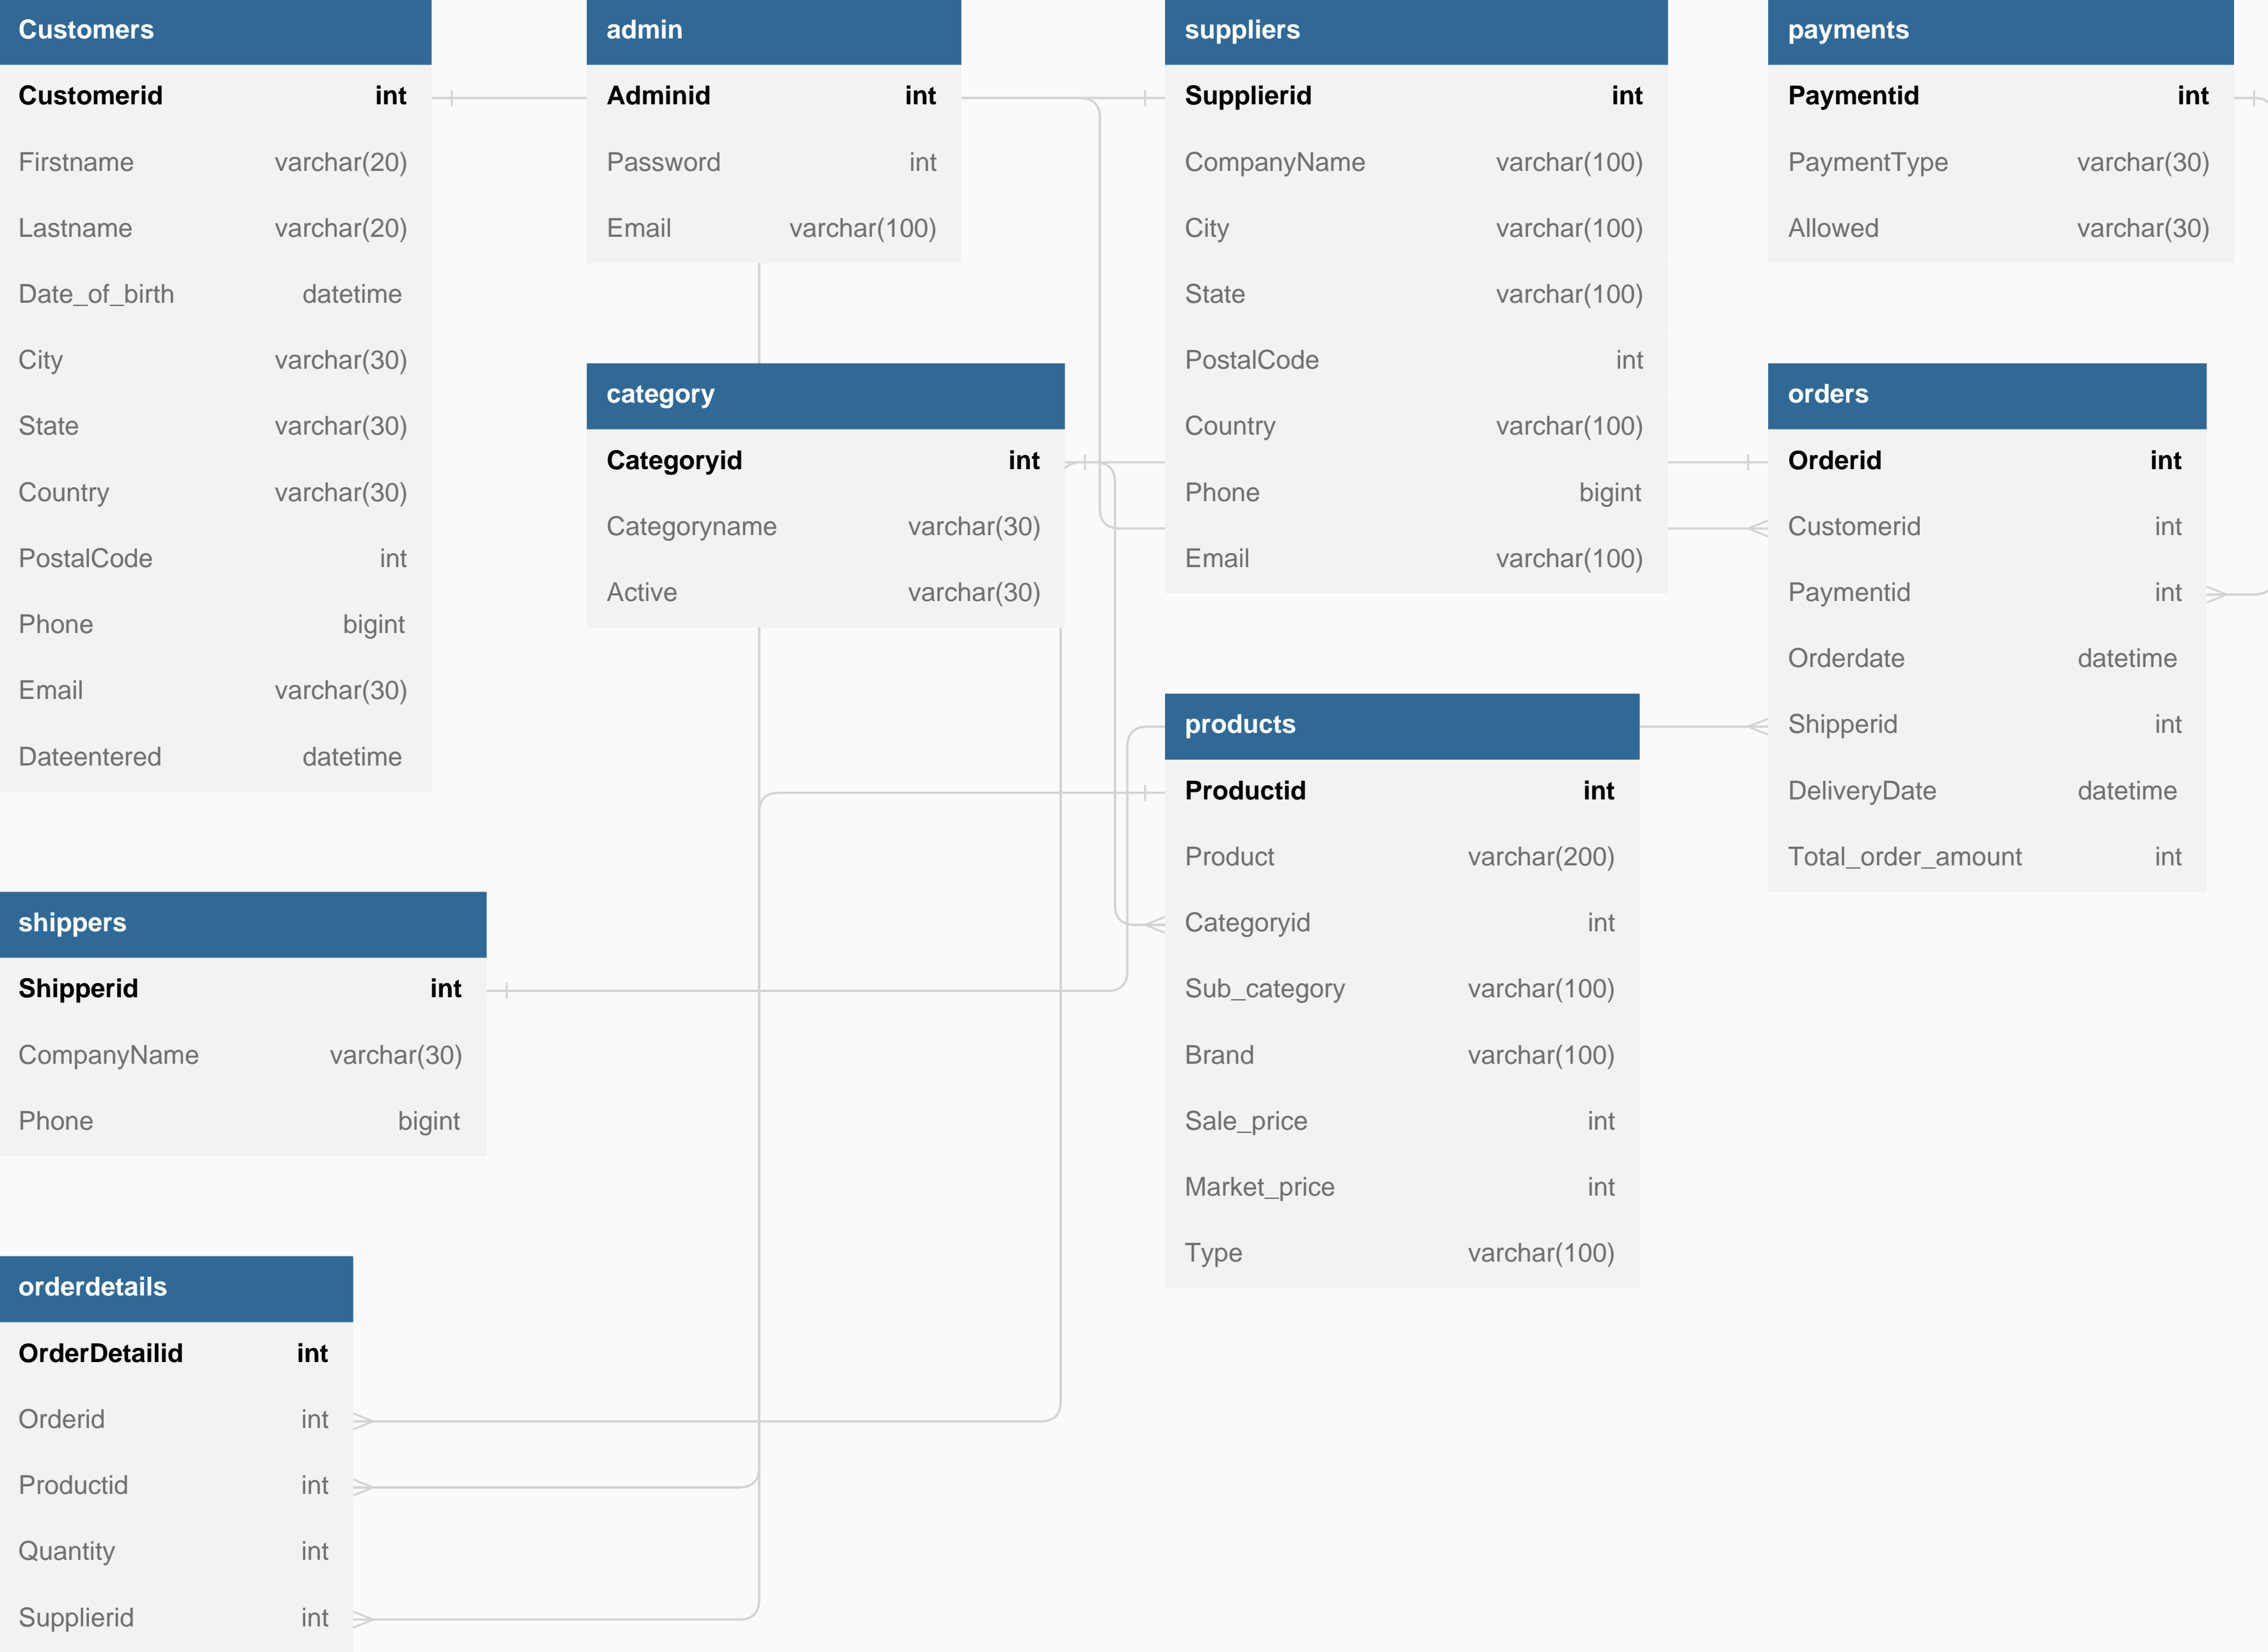 Customers
Customerid int
Firstname varchar(20)
Lastname varchar(20)
Date_of_birth datetime
City varchar(30)
State varchar(30)
Country varchar(30)
PostalCode int
Phone bigint
Email varchar(30)
Dateentered datetime
admin
Adminid int
Password int
Email varchar(100)
suppliers
Supplierid int
CompanyName varchar(100)
City varchar(100)
State varchar(100)
PostalCode int
Country varchar(100)
Phone bigint
Email varchar(100)
payments
Paymentid int
PaymentType varchar(30)
Allowed varchar(30)
category
Categoryid int
Categoryname varchar(30)
Active varchar(30)
orders
Orderid int
Customerid int
Paymentid int
Orderdate datetime
Shipperid int
DeliveryDate datetime
Total_order_amount int
products
Productid int
Product varchar(200)
Categoryid int
Sub_category varchar(100)
Brand varchar(100)
Sale_price int
Market_price int
Type varchar(100)
shippers
Shipperid int
CompanyName varchar(30)
Phone bigint
orderdetails
OrderDetailid int
Orderid int
Productid int
Quantity int
Supplierid int